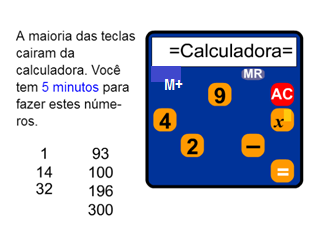 A maioria das teclas
cairam da
calculadora. Você
tem 5 minutos para
fazer estes núme-
ros.
1 93
14 100
32 196
300
=Calculadora=
M+ MR
9 AC
4 x
2 −
=